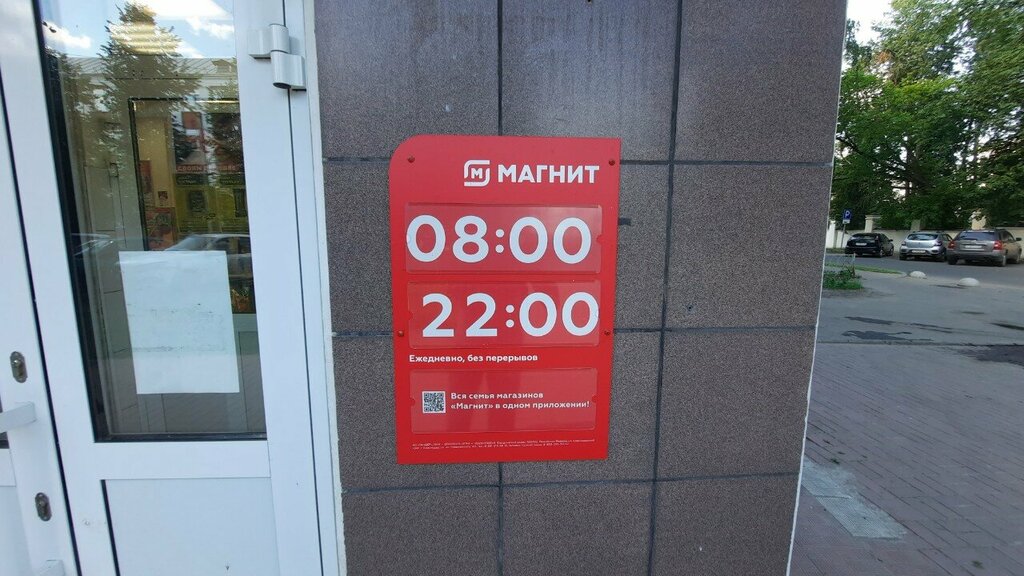 МАГНИТ
08:00
22:00
Ежедневно, без перерывов
Вся семья магазинов
«Магнит» в одном приложении!